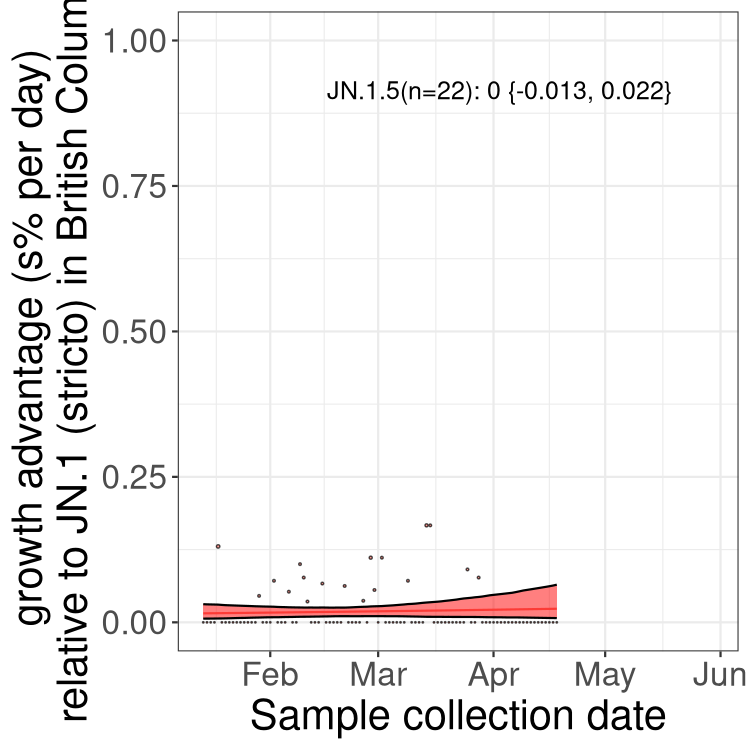 growth advantage (s% per day)
relative to JN.1 (stricto) in British Colum
1.00
0.75
0.50
0.25
0.00
JN.1.5(n=22): 0 {-0.013, 0.022}
Feb Mar Apr May Jun
Sample collection date